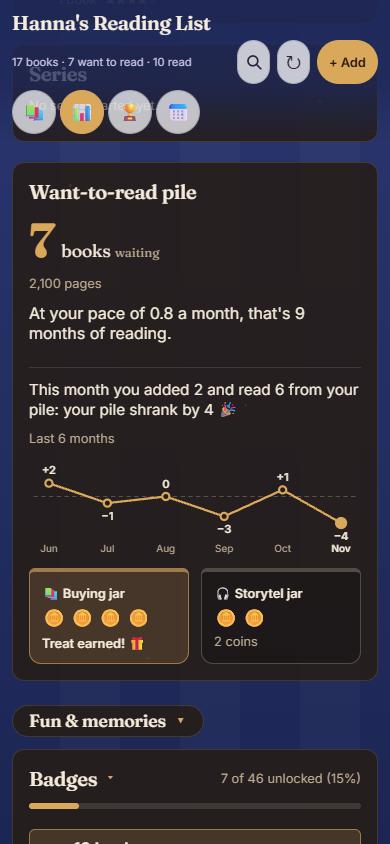 Hanna's Reading List
17 books · 7 want to read · 10 read
+ Add
Series
Want-to-read pile
7 books waiting
2,100 pages
At your pace of 0.8 a month, that's 9
months of reading.
This month you added 2 and read 6 from your
pile: your pile shrank by 4 🎉
Last 6 months
+2
−1
0
−3
+1
−4
Jun
Jul
Aug
Sep
Oct
Nov
Buying jar
Treat earned!
Storytel jar
2 coins
Fun & memories
Badges
7 of 46 unlocked (15%)